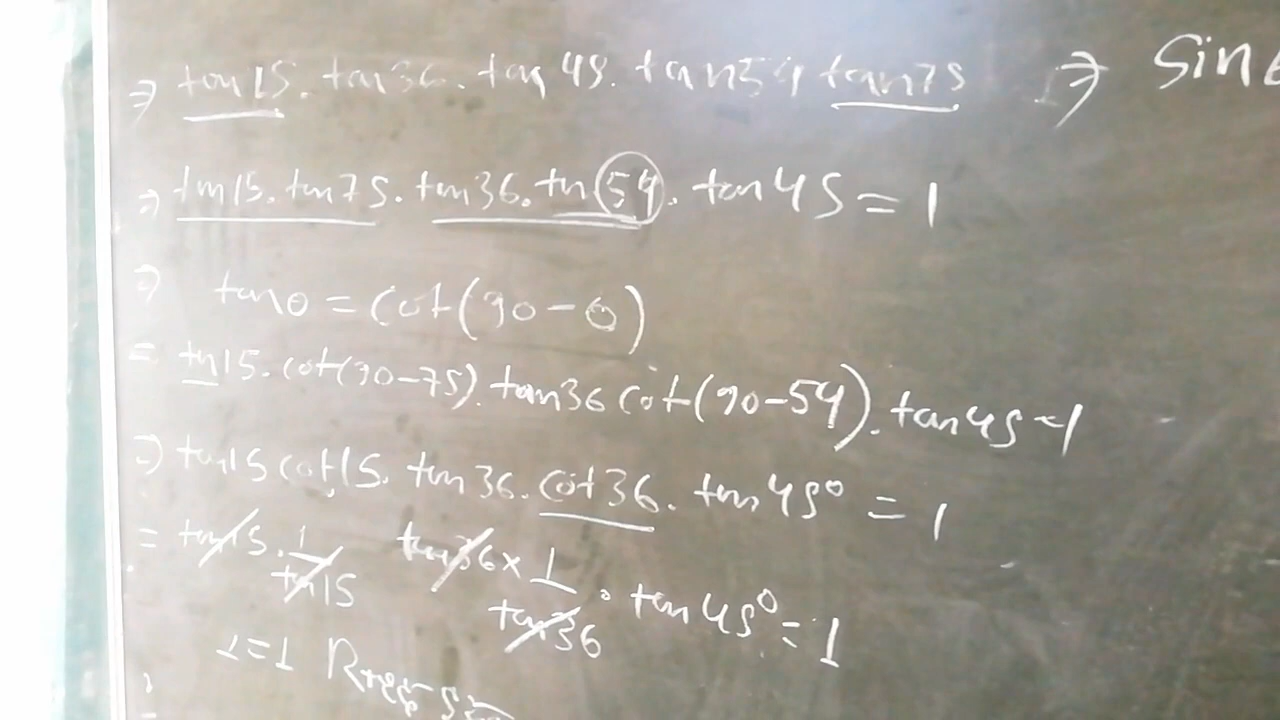 ⇒ tan15. tan36. tan 45. tan54 tan75 ⇒ Sin
⇒ tan15. tan75. tan36. tan 54. tan45 = 1
⇒ tanθ = cot(90-θ)
= tan15. cot(90-75). tan36 cot(90-54). tan45=1
⇒ tan15 cot15. tan36. cot36. tan45° = 1
= tan15. 1/tan15 tan36 × 1/tan36 . tan45° = 1
1=1